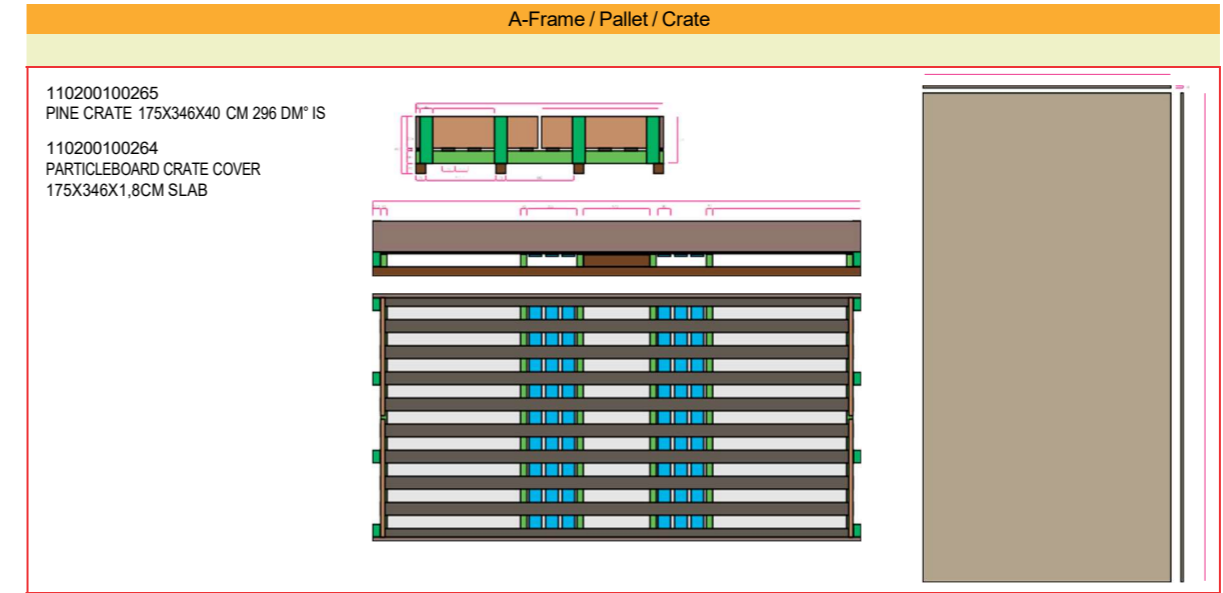 A-Frame / Pallet / Crate
110200100265
PINE CRATE 175X346X40 CM 296 DM° IS
110200100264
PARTICLEBOARD CRATE COVER
175X346X1,8CM SLAB